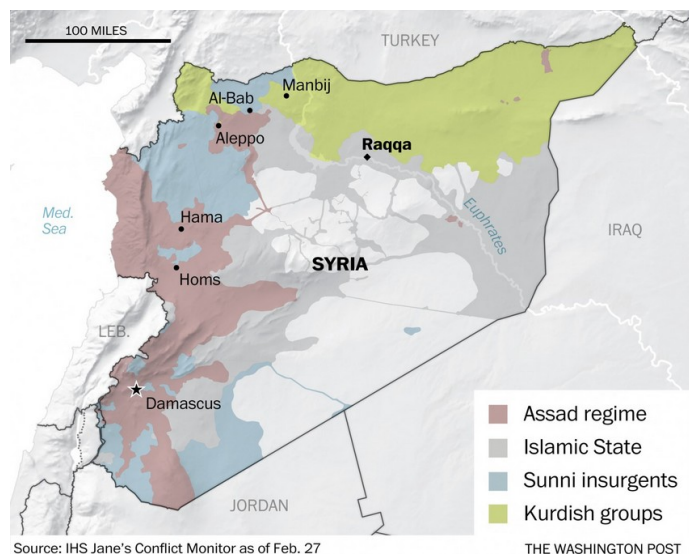 100 MILES
TURKEY
Manbij
Al-Bab
Aleppo
Raqqa
Med.
Sea
Hama
Euphrates
IRAQ
SYRIA
Homs
LEB.
Damascus
JORDAN
Assad regime
Islamic State
Sunni insurgents
Kurdish groups
Source: IHS Jane's Conflict Monitor as of Feb. 27
THE WASHINGTON POST